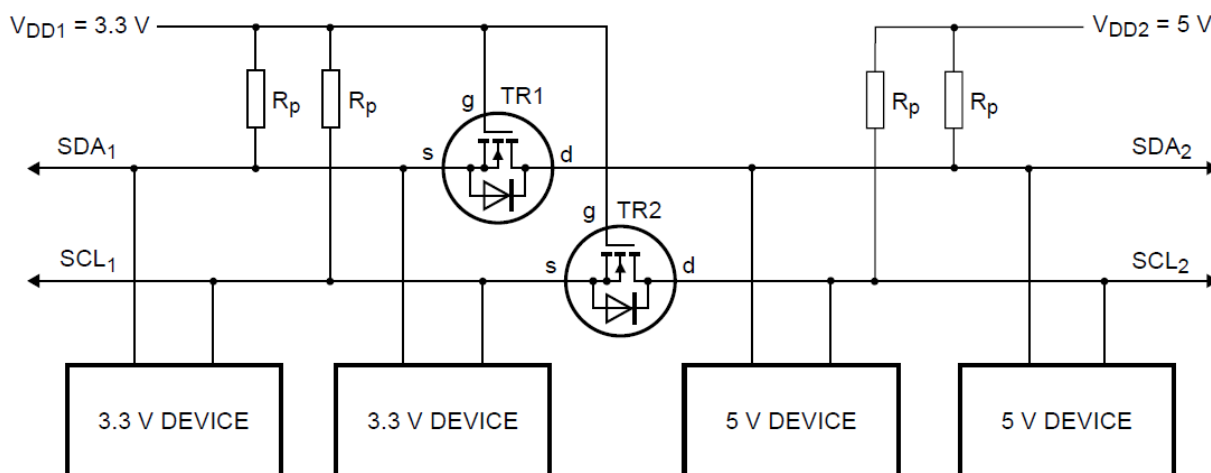 VDD1 = 3.3 V
VDD2 = 5 V
Rp
Rp
g
TR1
Rp
Rp
SDA1
s
d
SDA2
g
TR2
SCL1
s
d
SCL2
3.3 V DEVICE
3.3 V DEVICE
5 V DEVICE
5 V DEVICE